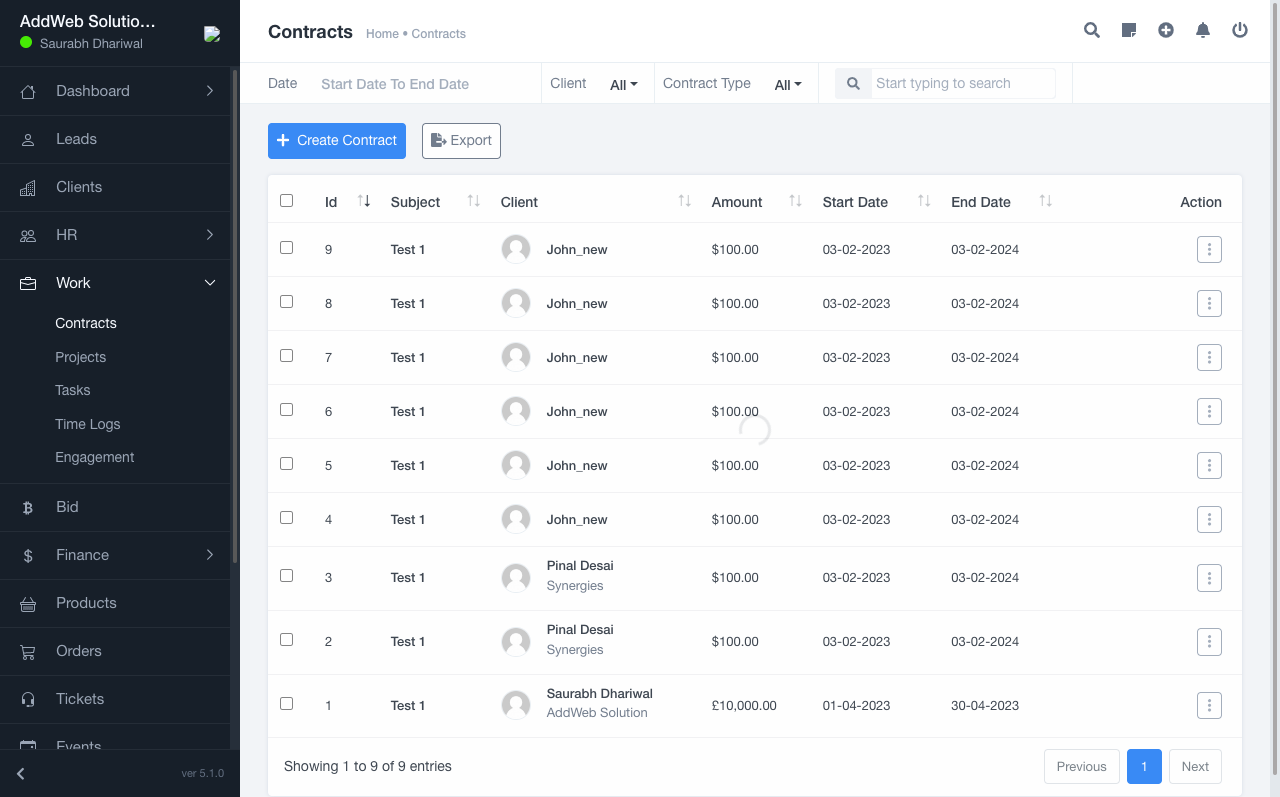 AddWeb Solutio...
Saurabh Dhariwal
Dashboard
Leads
Clients
HR
Work
Contracts
Projects
Tasks
Time Logs
Engagement
Bid
Finance
Products
Orders
Tickets
Events
ver 5.1.0
Contracts Home • Contracts
Date Start Date To End Date Client All Contract Type All Start typing to search
Create Contract Export
Id Subject Client Amount Start Date End Date Action
9 Test 1 John_new $100.00 03-02-2023 03-02-2024
8 Test 1 John_new $100.00 03-02-2023 03-02-2024
7 Test 1 John_new $100.00 03-02-2023 03-02-2024
6 Test 1 John_new $100.00 03-02-2023 03-02-2024
5 Test 1 John_new $100.00 03-02-2023 03-02-2024
4 Test 1 John_new $100.00 03-02-2023 03-02-2024
3 Test 1 Pinal Desai $100.00 03-02-2023 03-02-2024
Synergies
2 Test 1 Pinal Desai $100.00 03-02-2023 03-02-2024
Synergies
1 Test 1 Saurabh Dhariwal £10,000.00 01-04-2023 30-04-2023
AddWeb Solution
Showing 1 to 9 of 9 entries Previous 1 Next